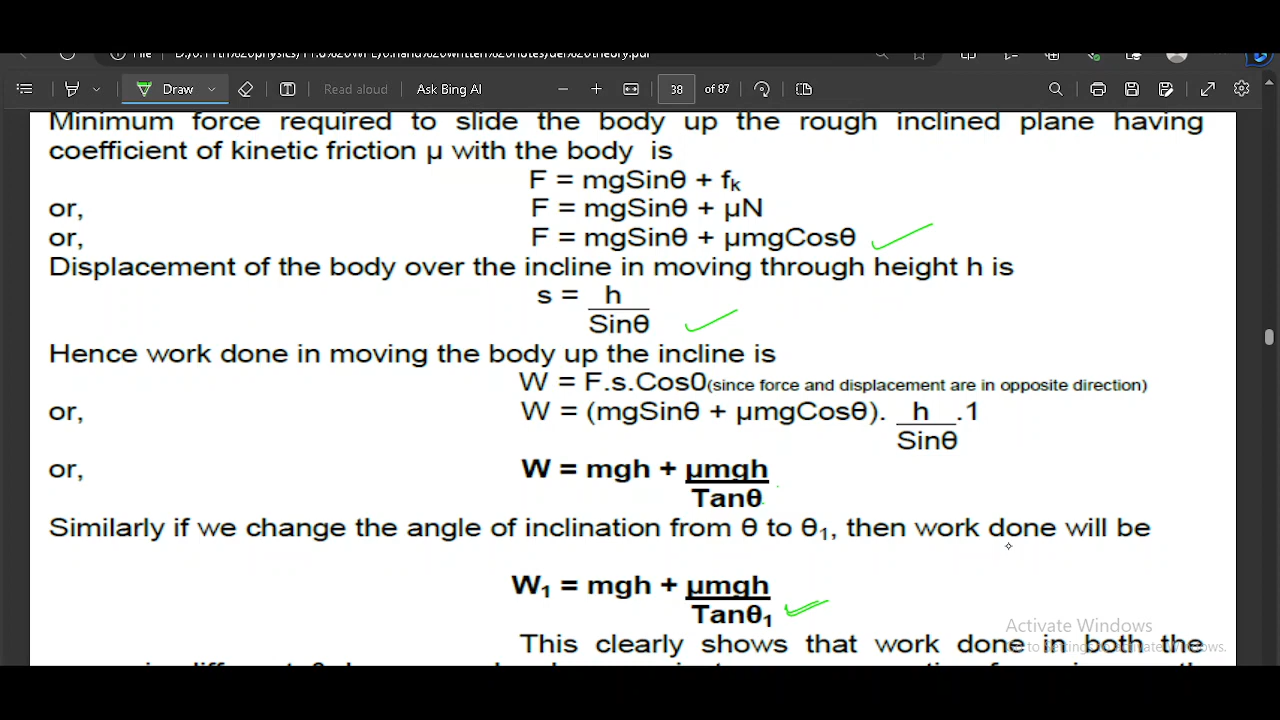 Draw
Read aloud
Ask Bing AI
38 of 87
Minimum force required to slide the body up the rough inclined plane having
coefficient of kinetic friction μ with the body is
F = mgSinθ + fk
or, F = mgSinθ + μN
or, F = mgSinθ + μmgCosθ
Displacement of the body over the incline in moving through height h is
s = h
Sinθ
Hence work done in moving the body up the incline is
W = F.s.Cos0(since force and displacement are in opposite direction)
or, W = (mgSinθ + μmgCosθ). h .1
Sinθ
or, W = mgh + μmgh
Tanθ
Similarly if we change the angle of inclination from θ to θ₁, then work done will be
W₁ = mgh + μmgh
Tanθ₁
Activate Windows
This clearly shows that work done in both the